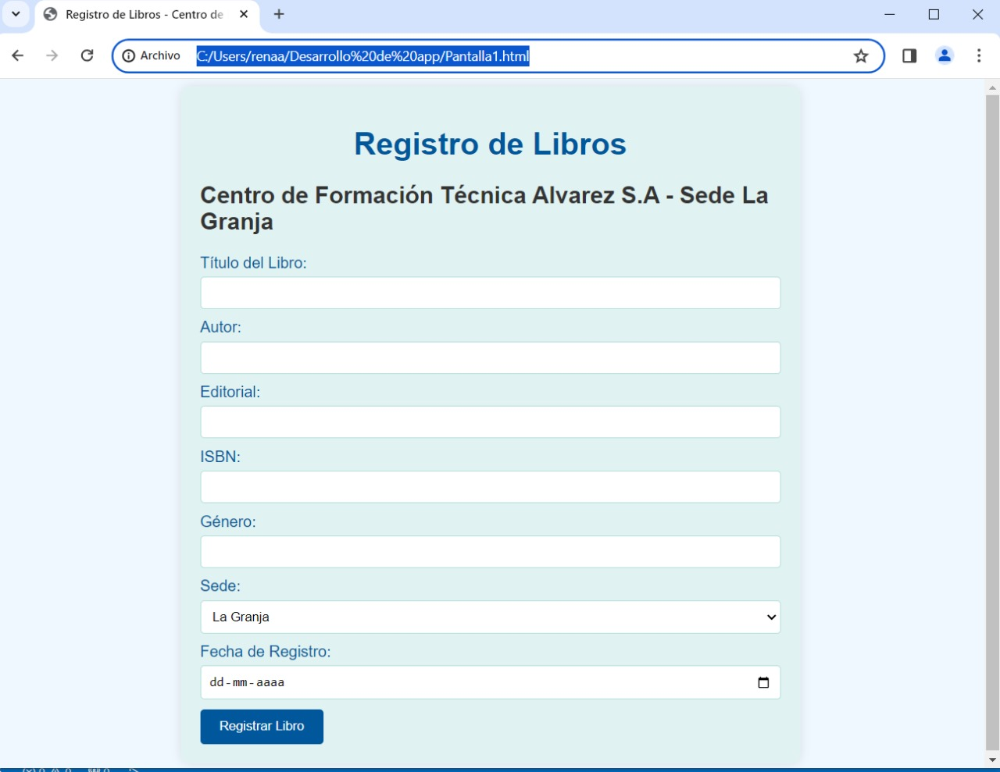 Registro de Libros - Centro de
Archivo C:/Users/renaa/Desarrollo%20de%20app/Pantalla1.html
Registro de Libros
Centro de Formación Técnica Alvarez S.A - Sede La
Granja
Título del Libro:
Autor:
Editorial:
ISBN:
Género:
Sede:
La Granja
Fecha de Registro:
dd-mm-aaaa
Registrar Libro